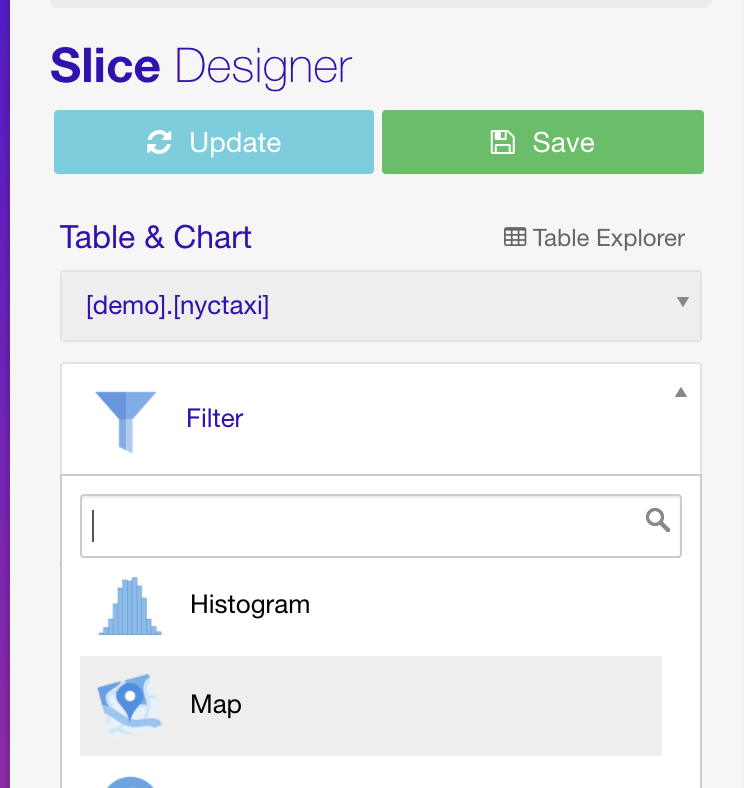 Slice Designer
Update
Save
Table & Chart
Table Explorer
[demo].[nyctaxi]
Filter
Histogram
Map